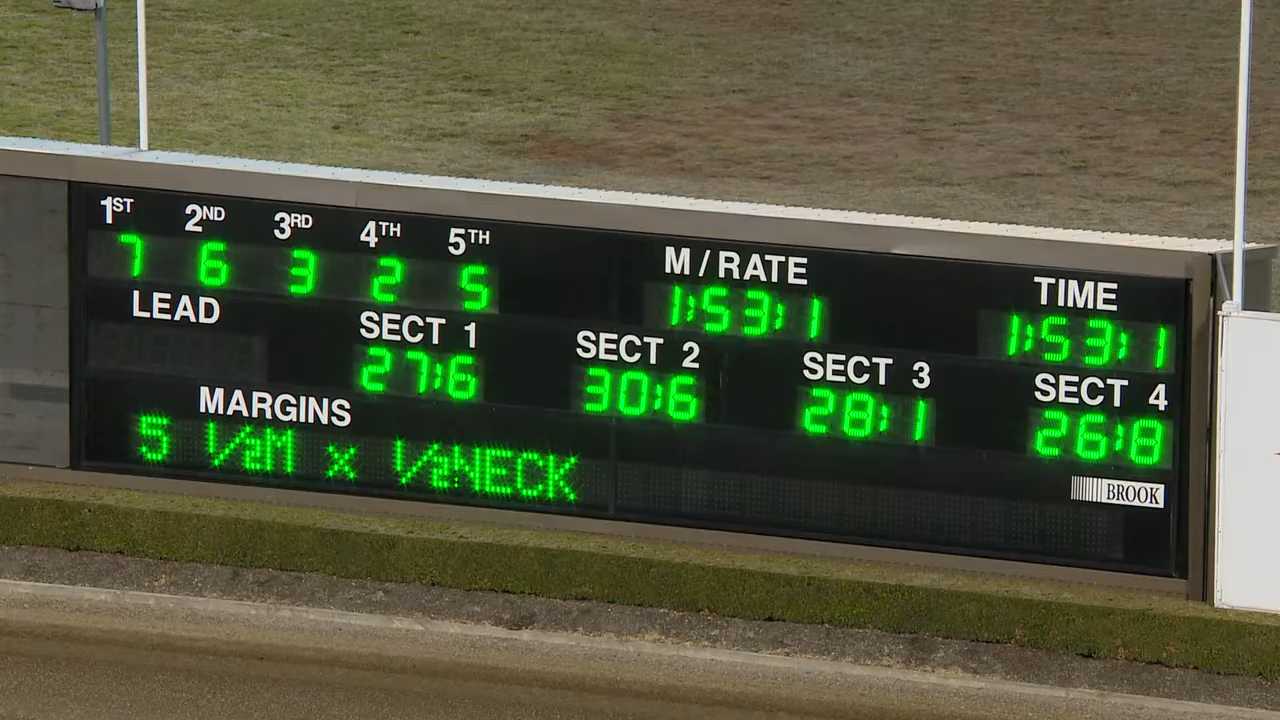 1ST 2ND 3RD 4TH 5TH M/RATE TIME
7 6 3 2 5 1:53:1 1:53:1
LEAD SECT 1 SECT 2 SECT 3 SECT 4
27:6 30:6 28:1 26:8
MARGINS
5 1/2M x 1/2NECK
BROOK